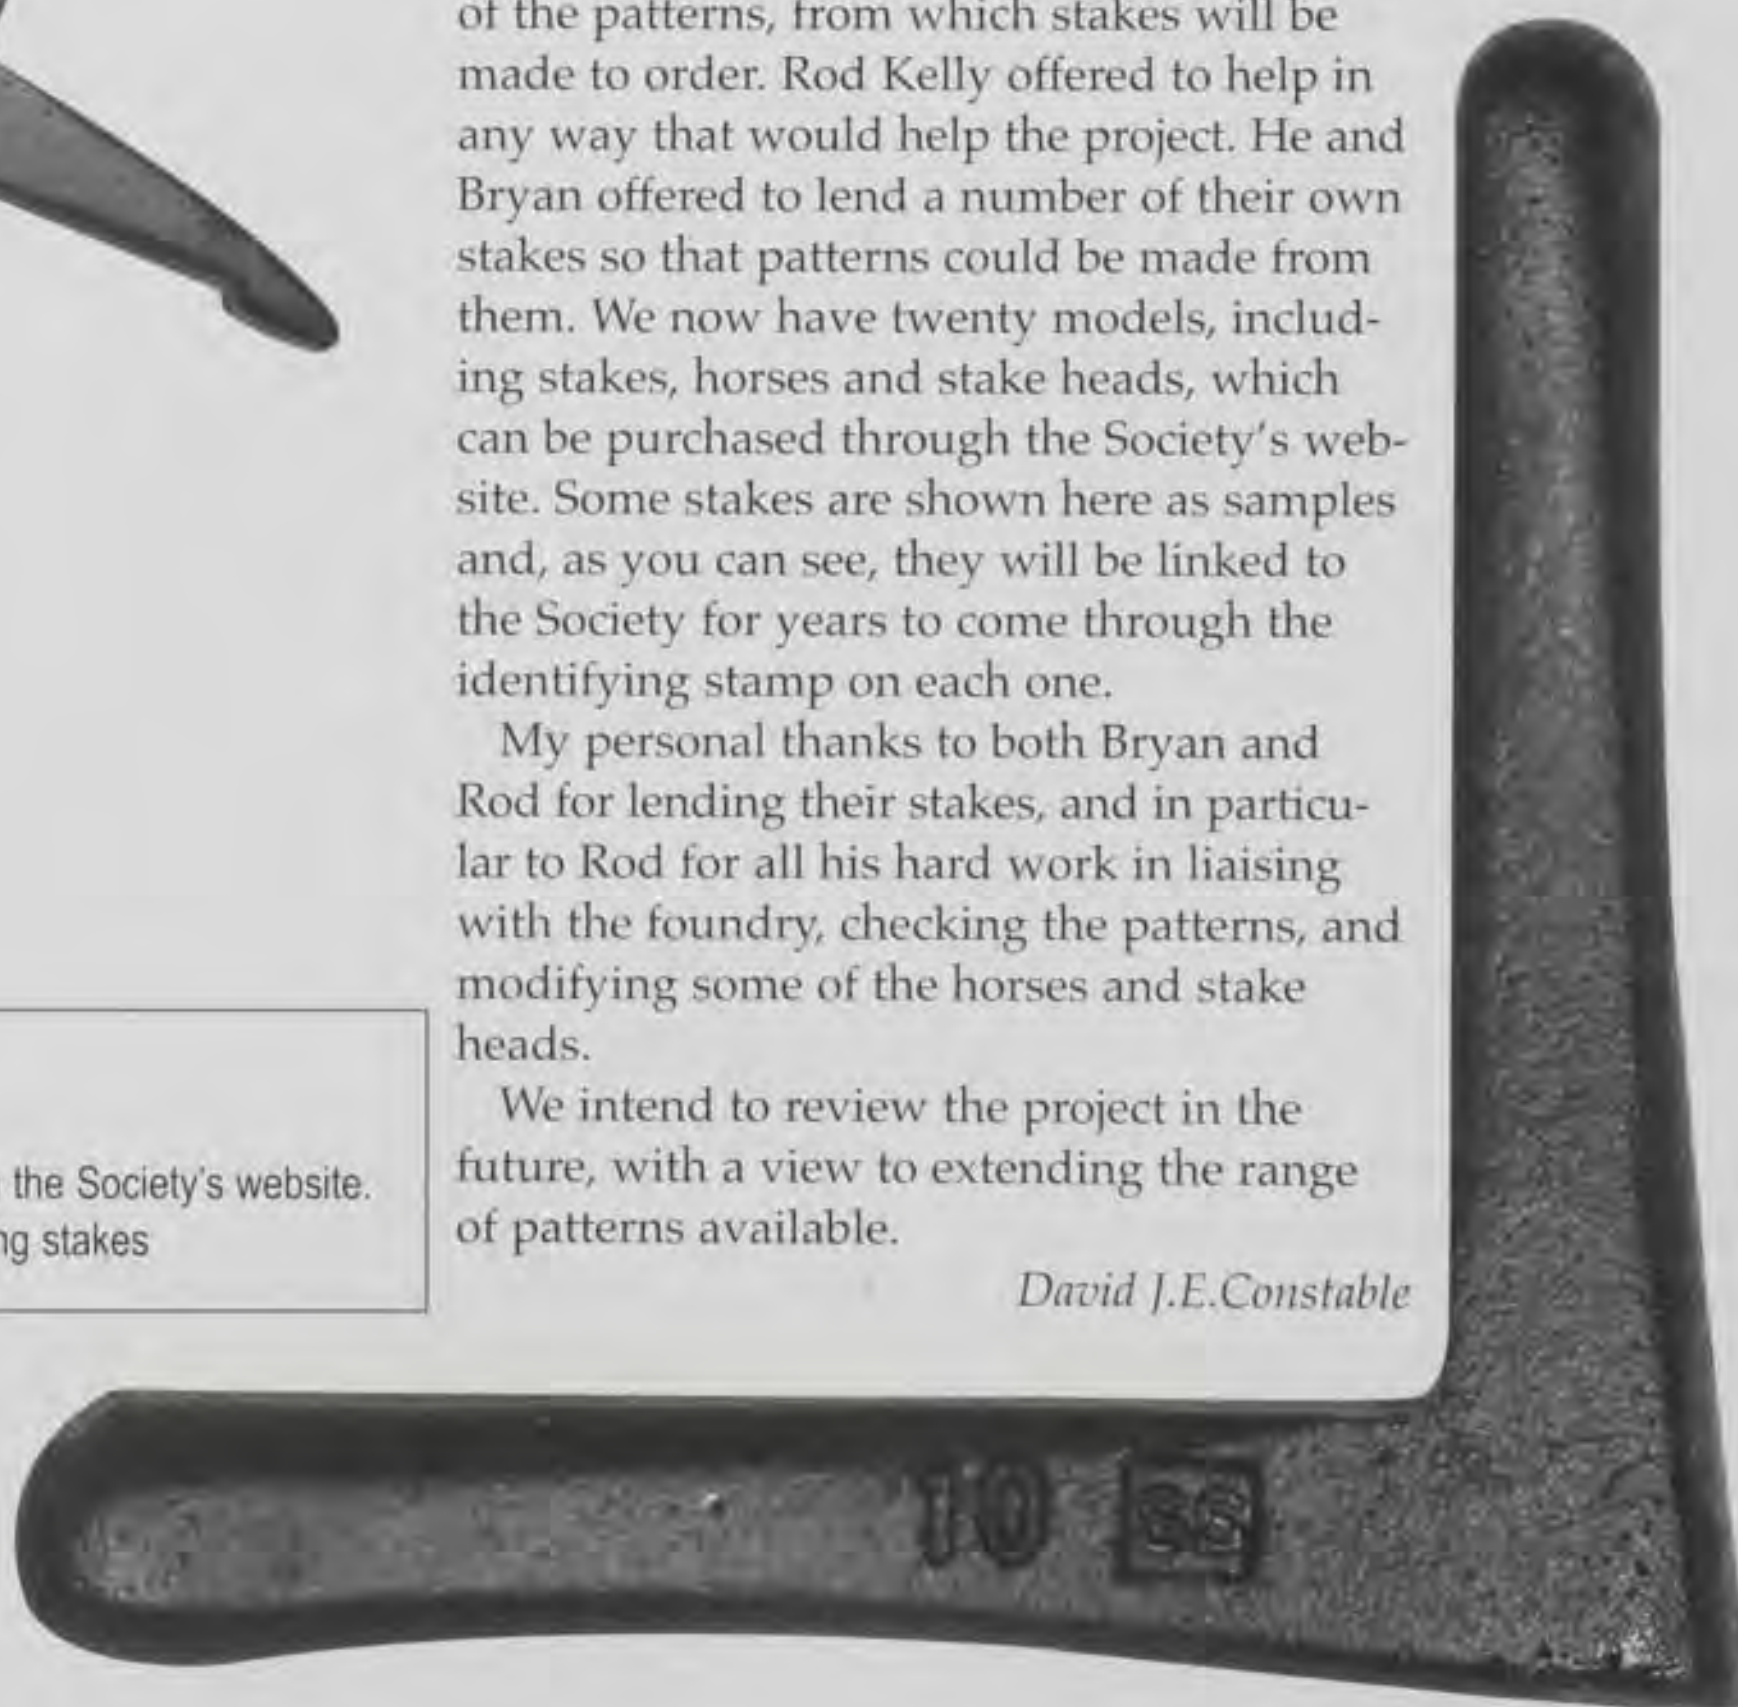 of the patterns, from which stakes will be
made to order. Rod Kelly offered to help in
any way that would help the project. He and
Bryan offered to lend a number of their own
stakes so that patterns could be made from
them. We now have twenty models, includ-
ing stakes, horses and stake heads, which
can be purchased through the Society's web-
site. Some stakes are shown here as samples
and, as you can see, they will be linked to
the Society for years to come through the
identifying stamp on each one.
My personal thanks to both Bryan and
Rod for lending their stakes, and in particu-
lar to Rod for all his hard work in liaising
with the foundry, checking the patterns, and
modifying some of the horses and stake
heads.
We intend to review the project in the
future, with a view to extending the range
of patterns available.
David J.E.Constable
the Society's website.
stakes
10 SS